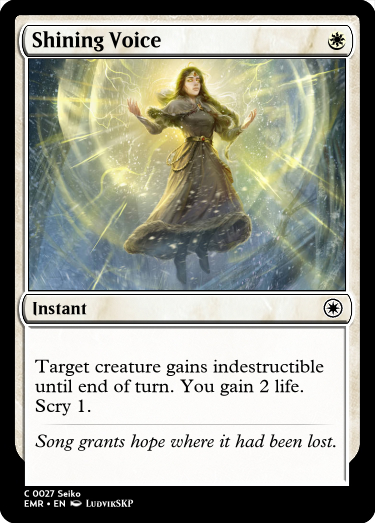 Shining Voice
Instant
Target creature gains indestructible
until end of turn. You gain 2 life.
Scry 1.
Song grants hope where it had been lost.
C 0027 Seiko
EMR • EN LudvikSKP